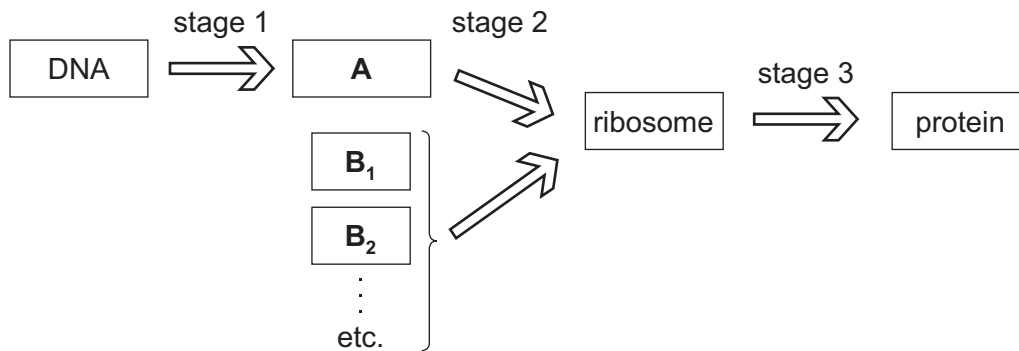 stage 1
stage 2
DNA
A
stage 3
ribosome
protein
B₁
B₂
etc.